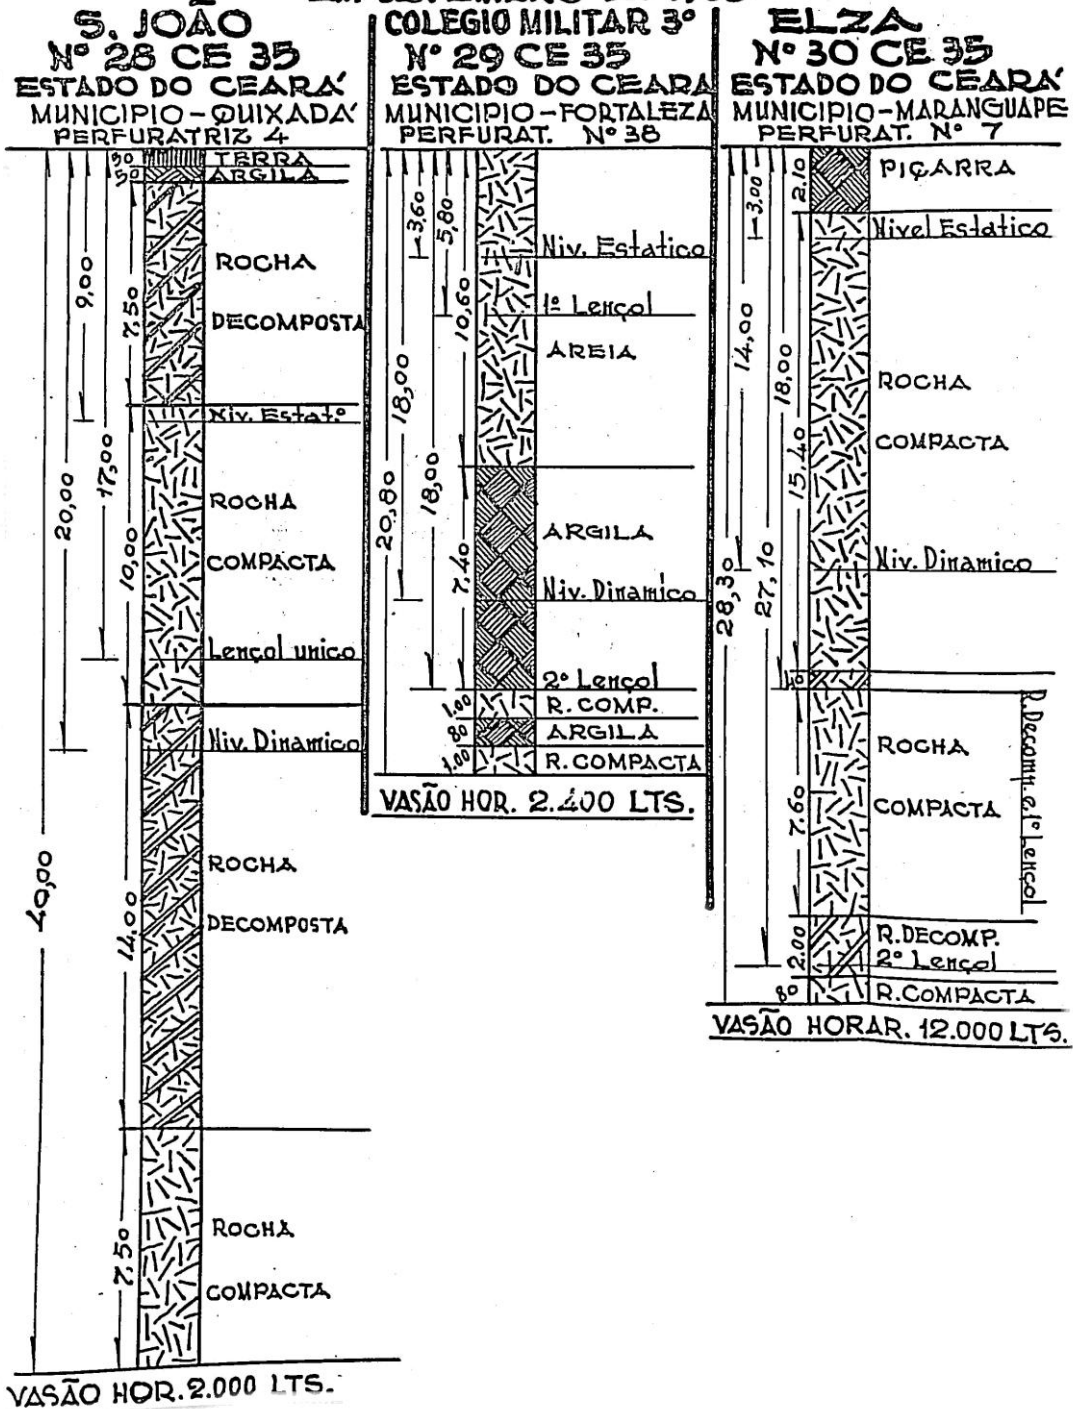 S. JOÃO
Nº 28 CE 35
ESTADO DO CEARÁ
MUNICIPIO-QUIXADÁ
PERFURATRIZ 4
30
TERRA
50
ARGILA
9,00
7,50
ROCHA
DECOMPOSTA
Niv. Estatº
20,00
17,00
10,00
ROCHA
COMPACTA
Lençol unico
Niv. Dinamico
40,00
14,00
ROCHA
DECOMPOSTA
7,50
ROCHA
COMPACTA
VASÃO HOR. 2.000 LTS.
COLEGIO MILITAR 3º
Nº 29 CE 35
ESTADO DO CEARA
MUNICIPIO-FORTALEZA
PERFURAT. Nº 38
3,60
5,80
10,60
Niv. Estatico
1º Lençol
AREIA
18,00
20,80
18,00
7,40
ARGILA
Niv. Dinamico
2º Lençol
1.00
R. COMP.
80
ARGILA
1.00
R. COMPACTA
VASÃO HOR. 2.400 LTS.
ELZA
Nº 30 CE 35
ESTADO DO CEARÁ
MUNICIPIO-MARANGUAPE
PERFURAT. Nº 7
2.10
PIÇARRA
3,00
Nivel Estatico
14,00
18,00
15,40
ROCHA
COMPACTA
Niv. Dinamico
28,30
27,10
40
7.60
ROCHA
COMPACTA
R. Decomp. e 1º Lençol
2.00
R. DECOMP.
2º Lençol
80
R. COMPACTA
VASÃO HORAR. 12.000 LTS.